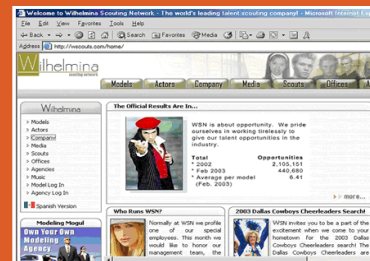 Welcome to Wilhelmina Scouting Network - This world's leading talent scouting company! - Microsoft Internet Exp
File Edit View Favorites Tools Help
Back Search Favorites Media
Address http://wscouts.com/home/
Wilhelmina
scouting network
Models Actors Company Media Scouts Offices A
Wilhelmina
> Models
> Actors
> Company
> Media
> Scouts
> Offices
> Agencies
> Music
> Model Log In
> Agency Log In
Spanish Version
The Official Results Are In...
WSN is about opportunity. We pride
ourselves in working tirelessly to
give our talent opportunities in the
industry.
Total Opportunities
* 2002 2,105,151
* Feb 2003 440,680
* Average per model 6.41
(Feb. 2003)
> > more...
Modeling Mogul
Own Your Own
Modeling
Agency
Who Runs WSN?
Normally at WSN we profile
one of our special
employees. This month we
would like to honor our
management team, the
2003 Dallas Cowboys Cheerleaders Search!
WSN invites you to be a part of the
excitement when we come to your
hometown for the 2003 Dallas
Cowboys Cheerleaders search! The
Dallas Cowboys Cheerleaders are